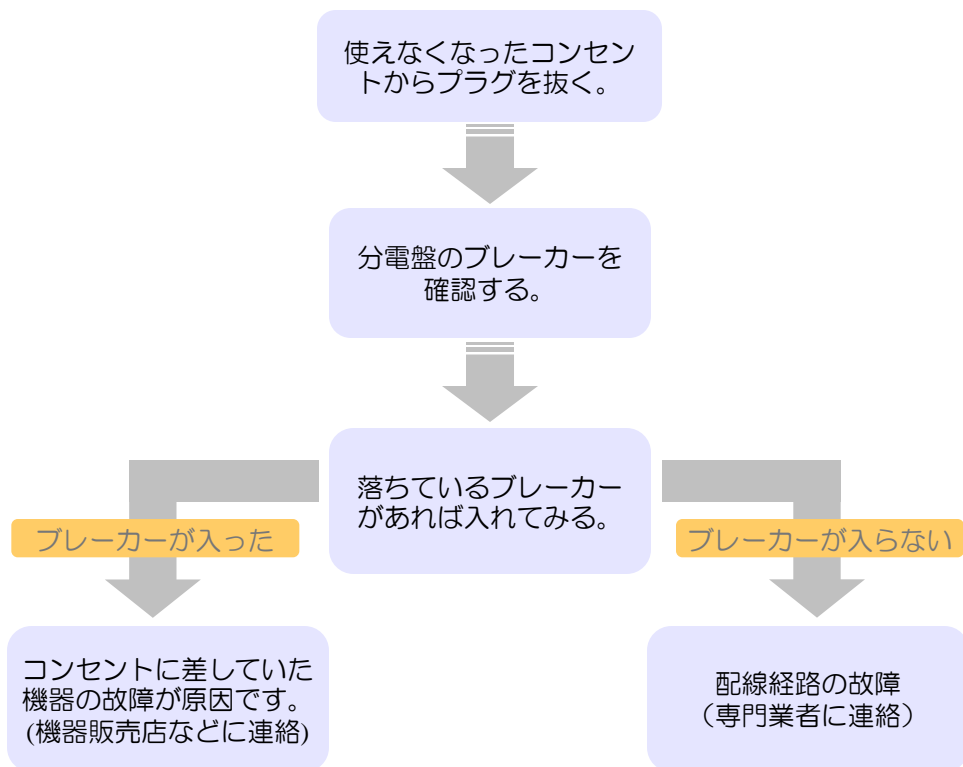 使えなくなったコンセン
トからプラグを抜く。
分電盤のブレーカーを
確認する。
落ちているブレーカー
があれば入れてみる。
ブレーカーが入った
ブレーカーが入らない
コンセントに差していた
機器の故障が原因です。
(機器販売店などに連絡)
配線経路の故障
（専門業者に連絡）